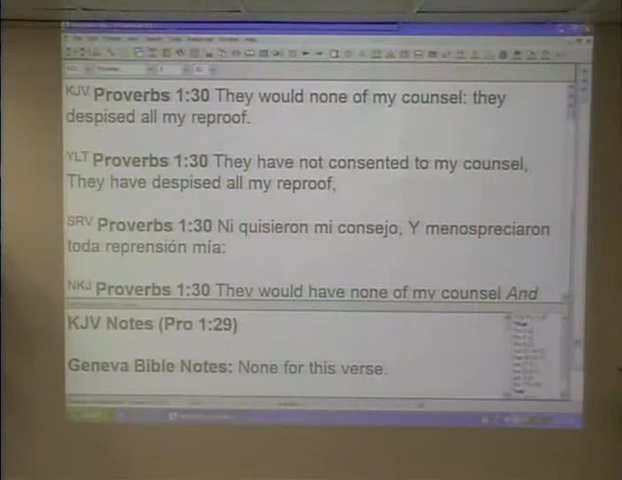 KJV Proverbs 1:30 They would none of my counsel: they
despised all my reproof.
YLT Proverbs 1:30 They have not consented to my counsel,
They have despised all my reproof,
SRV Proverbs 1:30 Ni quisieron mi consejo, Y menospreciaron
toda reprensión mía:
NKJ Proverbs 1:30 They would have none of my counsel And
KJV Notes (Pro 1:29)
Geneva Bible Notes: None for this verse.